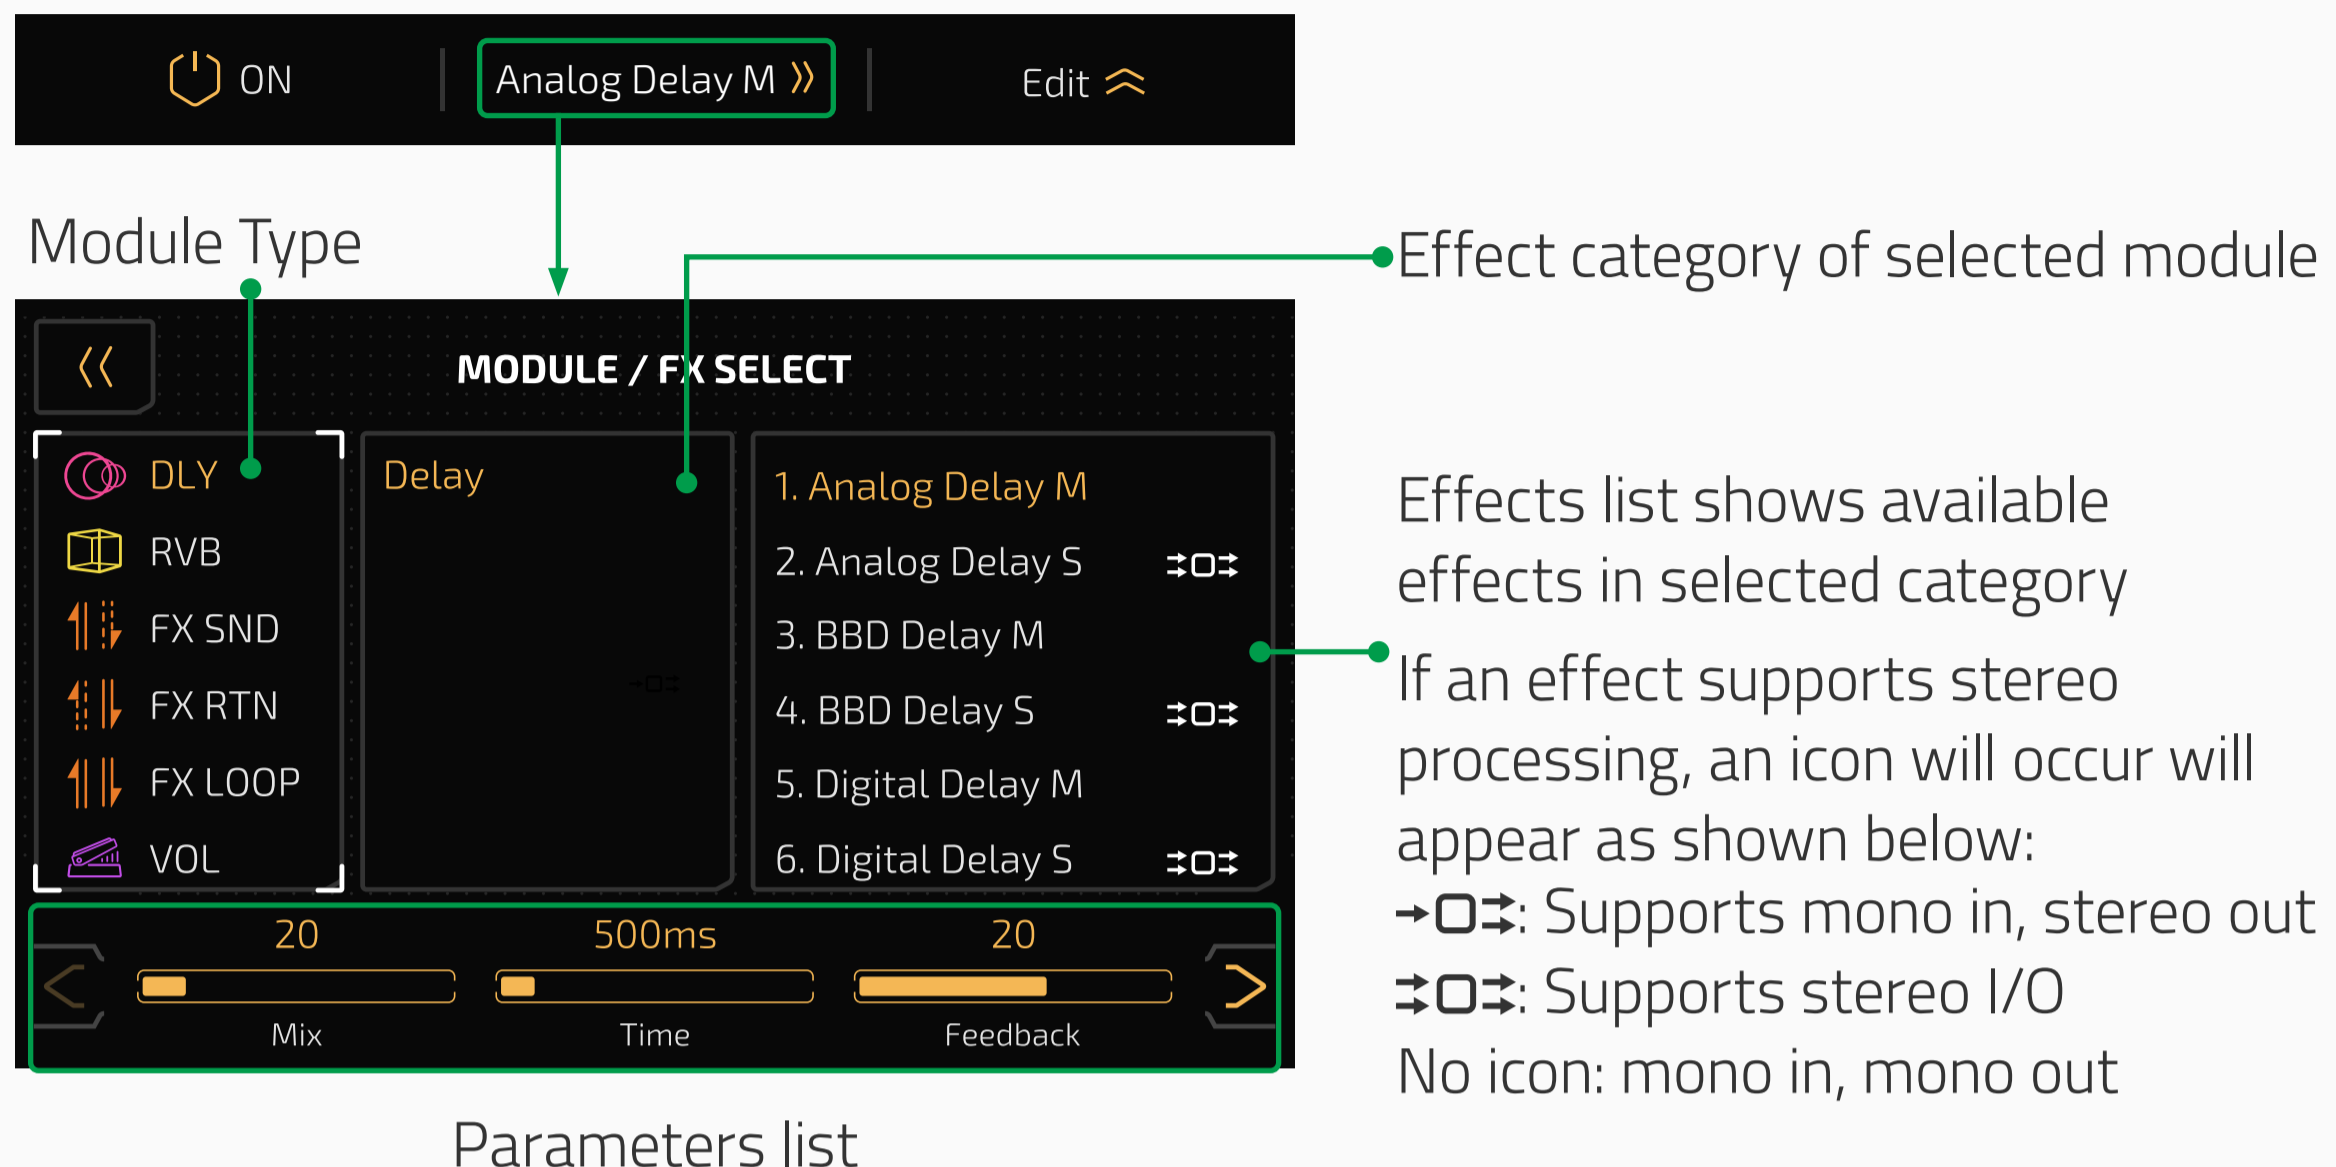 ON
Analog Delay M
Edit
Module Type
Effect category of selected module
MODULE / FX SELECT
DLY
RVB
FX SND
FX RTN
FX LOOP
VOL
Delay
1. Analog Delay M
2. Analog Delay S
3. BBD Delay M
4. BBD Delay S
5. Digital Delay M
6. Digital Delay S
Effects list shows available
effects in selected category
If an effect supports stereo
processing, an icon will occur will
appear as shown below:
: Supports mono in, stereo out
: Supports stereo I/O
No icon: mono in, mono out
20
500ms
20
Mix
Time
Feedback
Parameters list